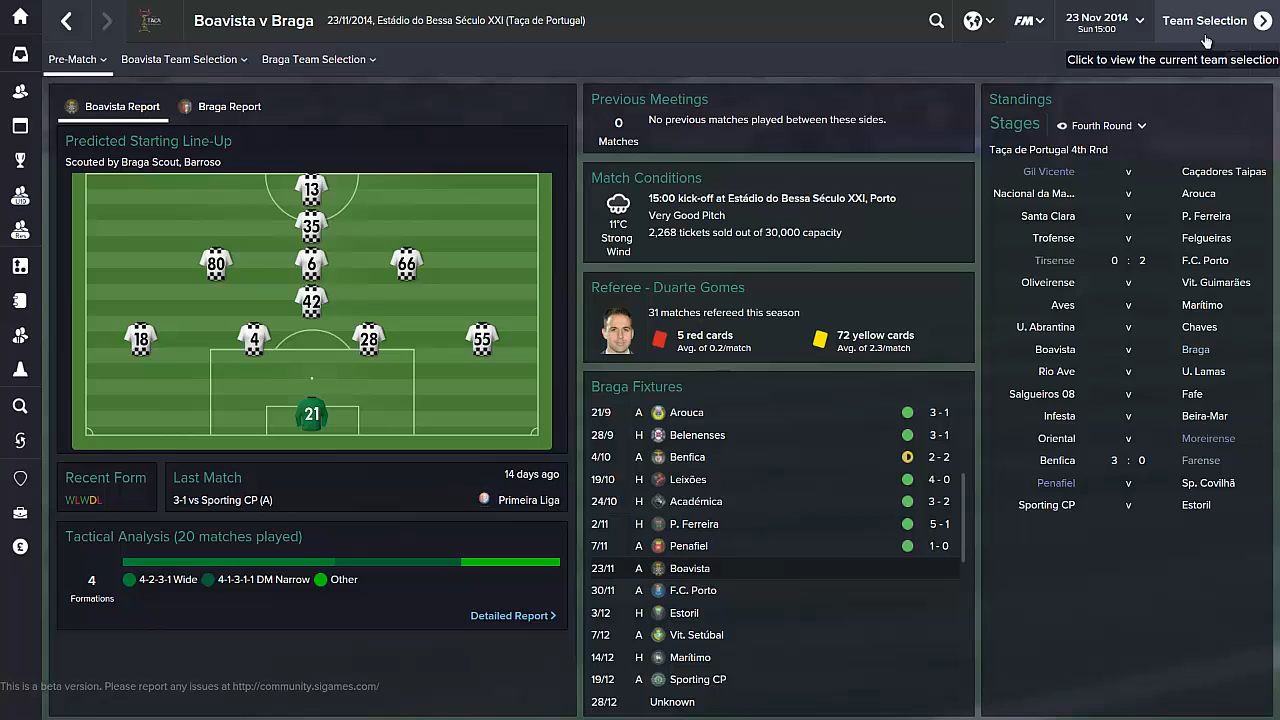 TAÇA
Boavista v Braga
23/11/2014, Estádio do Bessa Século XXI (Taça de Portugal)
FM
23 Nov 2014
Sun 15:00
Team Selection
Click to view the current team selection
Pre-Match
Boavista Team Selection
Braga Team Selection
Boavista Report
Braga Report
Predicted Starting Line-Up
Scouted by Braga Scout, Barroso
13
35
80 6 66
42
18 4 28 55
21
Recent Form
WLWDL
Last Match
14 days ago
3-1 vs Sporting CP (A)
Primeira Liga
Tactical Analysis (20 matches played)
4
Formations
4-2-3-1 Wide
4-1-3-1-1 DM Narrow
Other
Detailed Report >
This is a beta version. Please report any issues at http://community.sigames.com/
Previous Meetings
0
Matches
No previous matches played between these sides.
Match Conditions
11°C
Strong
Wind
15:00 kick-off at Estádio do Bessa Século XXI, Porto
Very Good Pitch
2,268 tickets sold out of 30,000 capacity
Referee - Duarte Gomes
31 matches refereed this season
5 red cards
Avg. of 0.2/match
72 yellow cards
Avg. of 2.3/match
Braga Fixtures
21/9 A Arouca 3 - 1
28/9 H Belenenses 3 - 1
4/10 A Benfica 2 - 2
19/10 H Leixões 4 - 0
24/10 H Académica 3 - 2
2/11 H P. Ferreira 5 - 1
7/11 A Penafiel 1 - 0
23/11 A Boavista
30/11 A F.C. Porto
3/12 H Estoril
7/12 A Vit. Setúbal
14/12 H Marítimo
19/12 A Sporting CP
28/12 Unknown
Standings
Stages
Fourth Round
Taça de Portugal 4th Rnd
Gil Vicente v Caçadores Taipas
Nacional da Ma... v Arouca
Santa Clara v P. Ferreira
Trofense v Felgueiras
Tirsense 0 : 2 F.C. Porto
Oliveirense v Vit. Guimarães
Aves v Marítimo
U. Abrantina v Chaves
Boavista v Braga
Rio Ave v U. Lamas
Salgueiros 08 v Fafe
Infesta v Beira-Mar
Oriental v Moreirense
Benfica 3 : 0 Farense
Penafiel v Sp. Covilhã
Sporting CP v Estoril